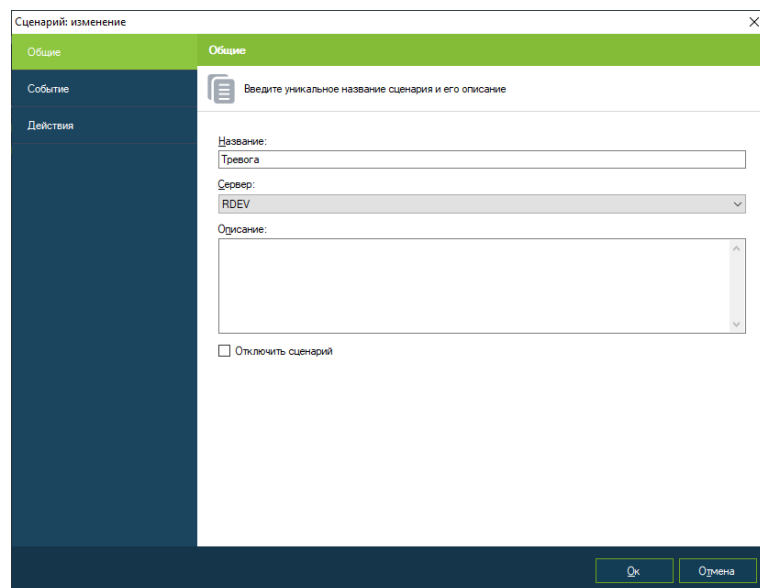 Сценарий: изменение
Общие
Событие
Действия
Общие
Введите уникальное название сценария и его описание
Название:
Тревога
Сервер:
RDEV
Описание:
Отключить сценарий
Ок
Отмена